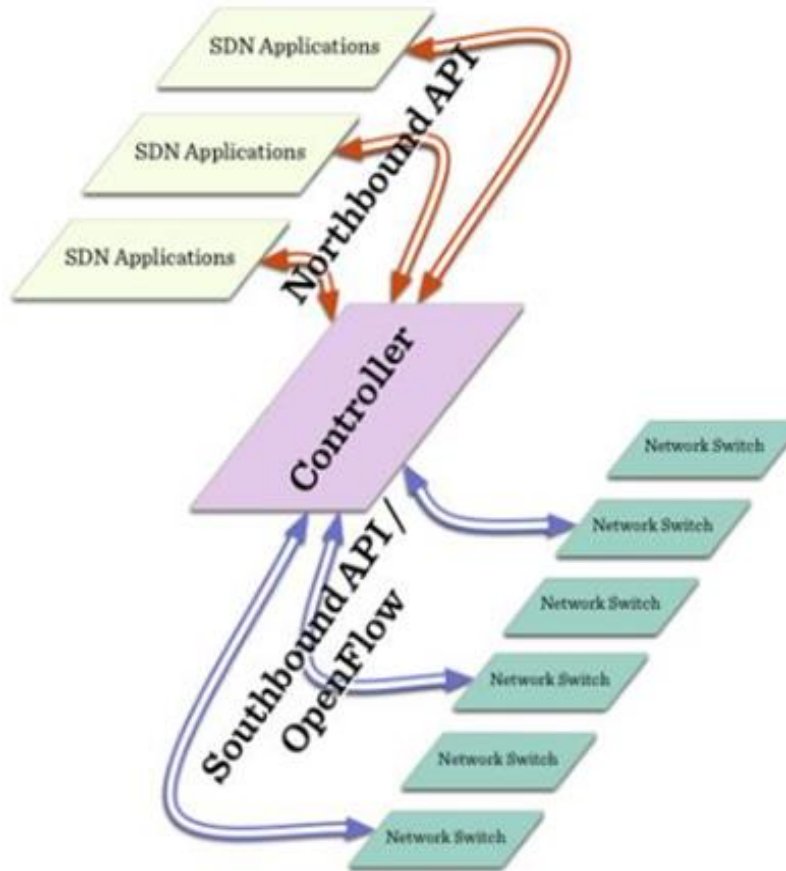 SDN Applications
SDN Applications
SDN Applications
Northbound API
Controller
Southbound API /
OpenFlow
Network Switch
Network Switch
Network Switch
Network Switch
Network Switch
Network Switch